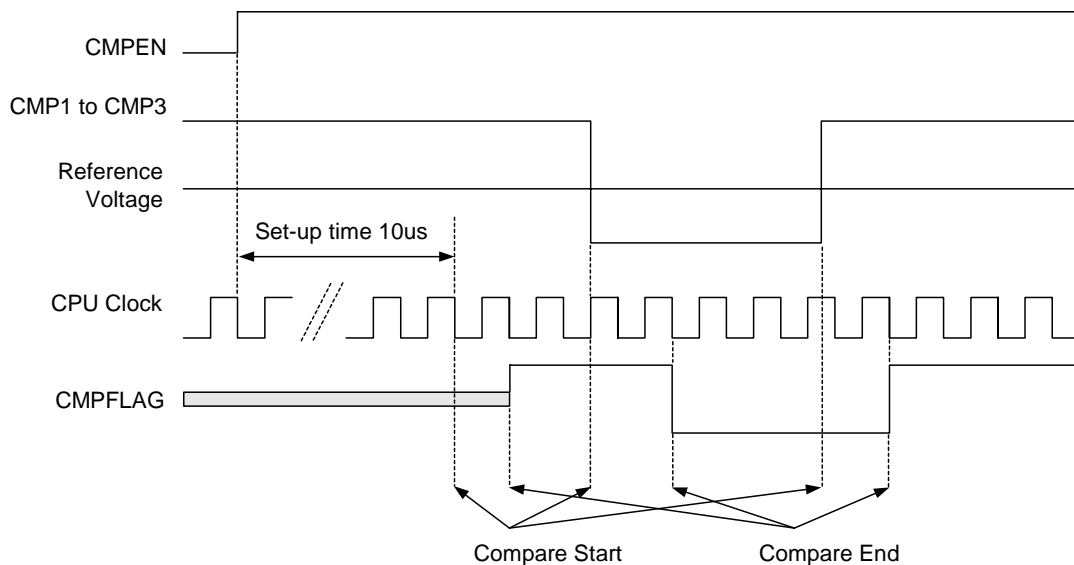 CMPEN
CMP1 to CMP3
Reference
Voltage
Set-up time 10us
CPU Clock
CMPFLAG
Compare Start
Compare End